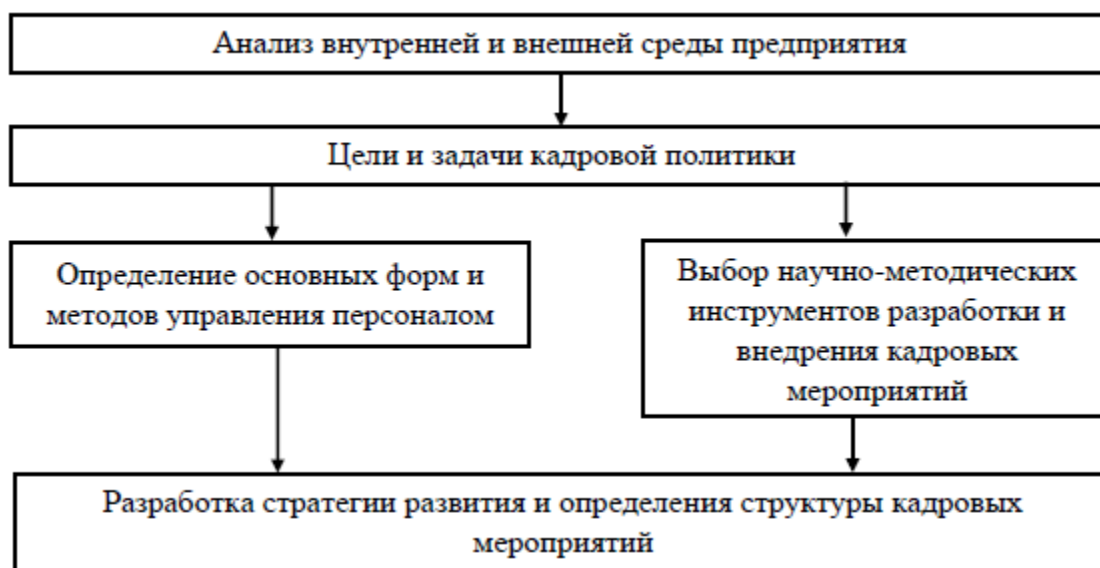 Анализ внутренней и внешней среды предприятия
Цели и задачи кадровой политики
Определение основных форм и
методов управления персоналом
Выбор научно-методических
инструментов разработки и
внедрения кадровых
мероприятий
Разработка стратегии развития и определения структуры кадровых
мероприятий